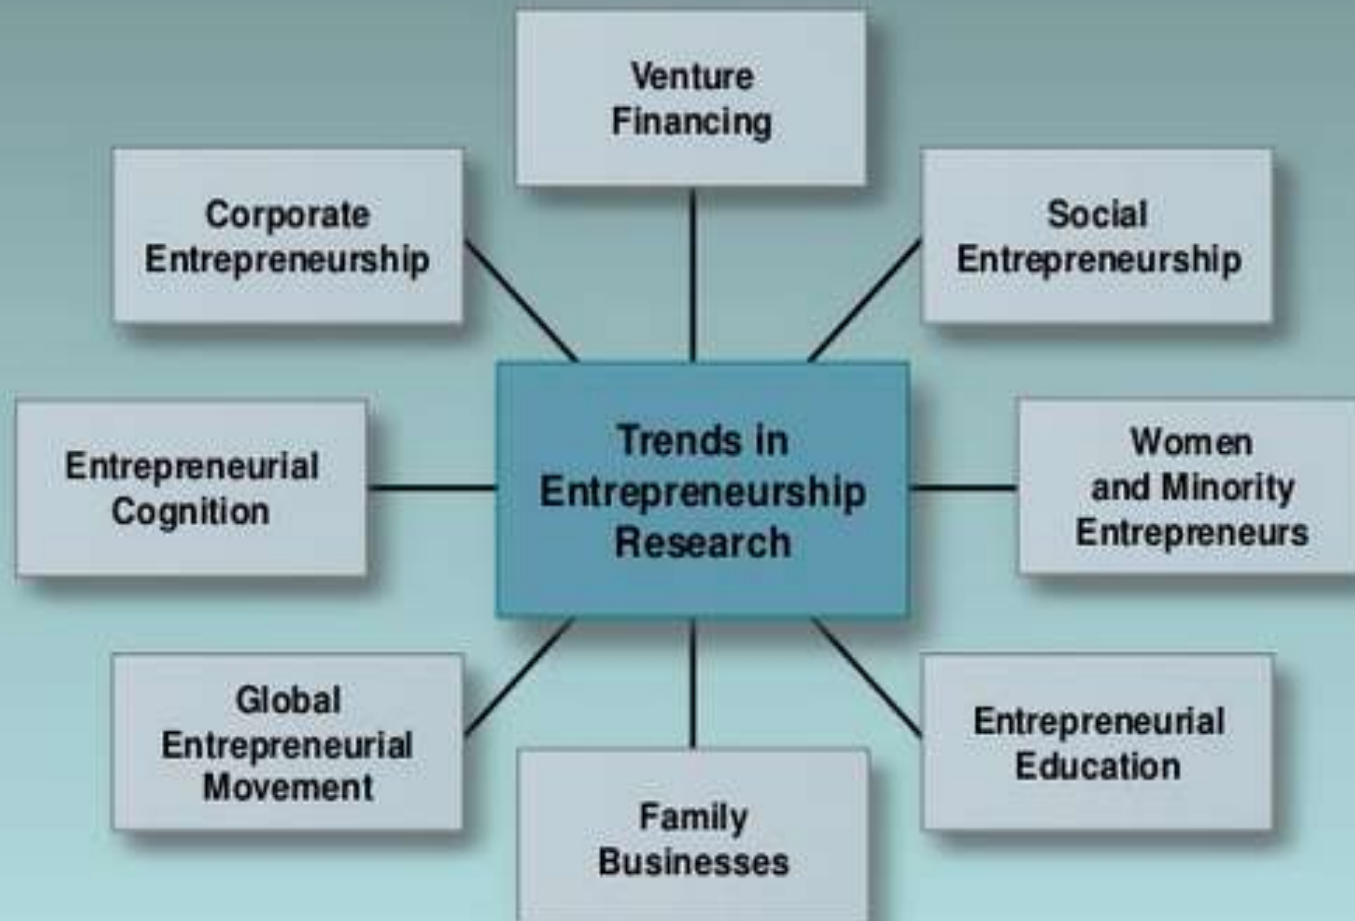 Venture
Financing
Corporate
Entrepreneurship
Social
Entrepreneurship
Entrepreneurial
Cognition
Trends in
Entrepreneurship
Research
Women
and Minority
Entrepreneurs
Global
Entrepreneurial
Movement
Family
Businesses
Entrepreneurial
Education